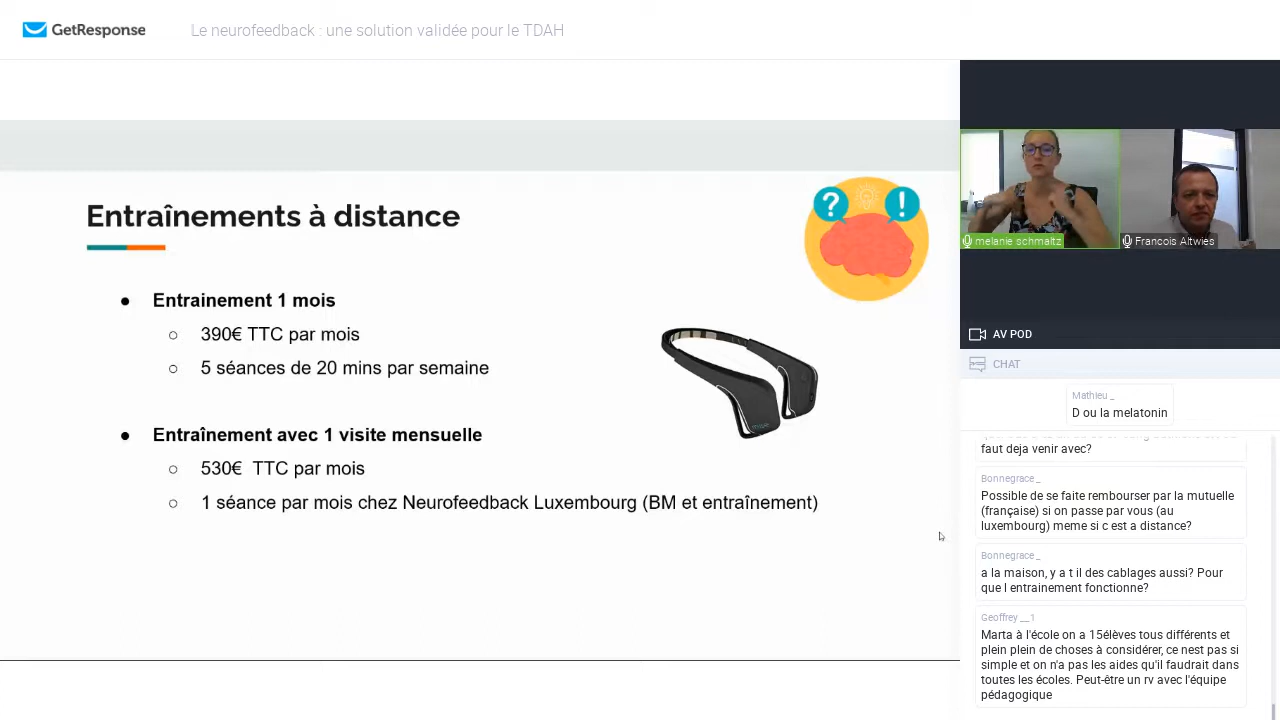 GetResponse
Le neurofeedback : une solution validée pour le TDAH
Entraînements à distance
? !
● Entrainement 1 mois
○ 390€ TTC par mois
○ 5 séances de 20 mins par semaine
● Entraînement avec 1 visite mensuelle
○ 530€ TTC par mois
○ 1 séance par mois chez Neurofeedback Luxembourg (BM et entraînement)
melanie schmaltz
Francois Altwies
AV POD
CHAT
Mathieu _
D ou la melatonin
faut deja venir avec?
Bonnegrace _
Possible de se faite rembourser par la mutuelle
(française) si on passe par vous (au
luxembourg) meme si c est a distance?
Bonnegrace _
a la maison, y a t il des cablages aussi? Pour
que l entrainement fonctionne?
Geoffrey __1
Marta à l'école on a 15élèves tous différents et
plein plein de choses à considérer, ce nest pas si
simple et on n'a pas les aides qu'il faudrait dans
toutes les écoles. Peut-être un rv avec l'équipe
pédagogique